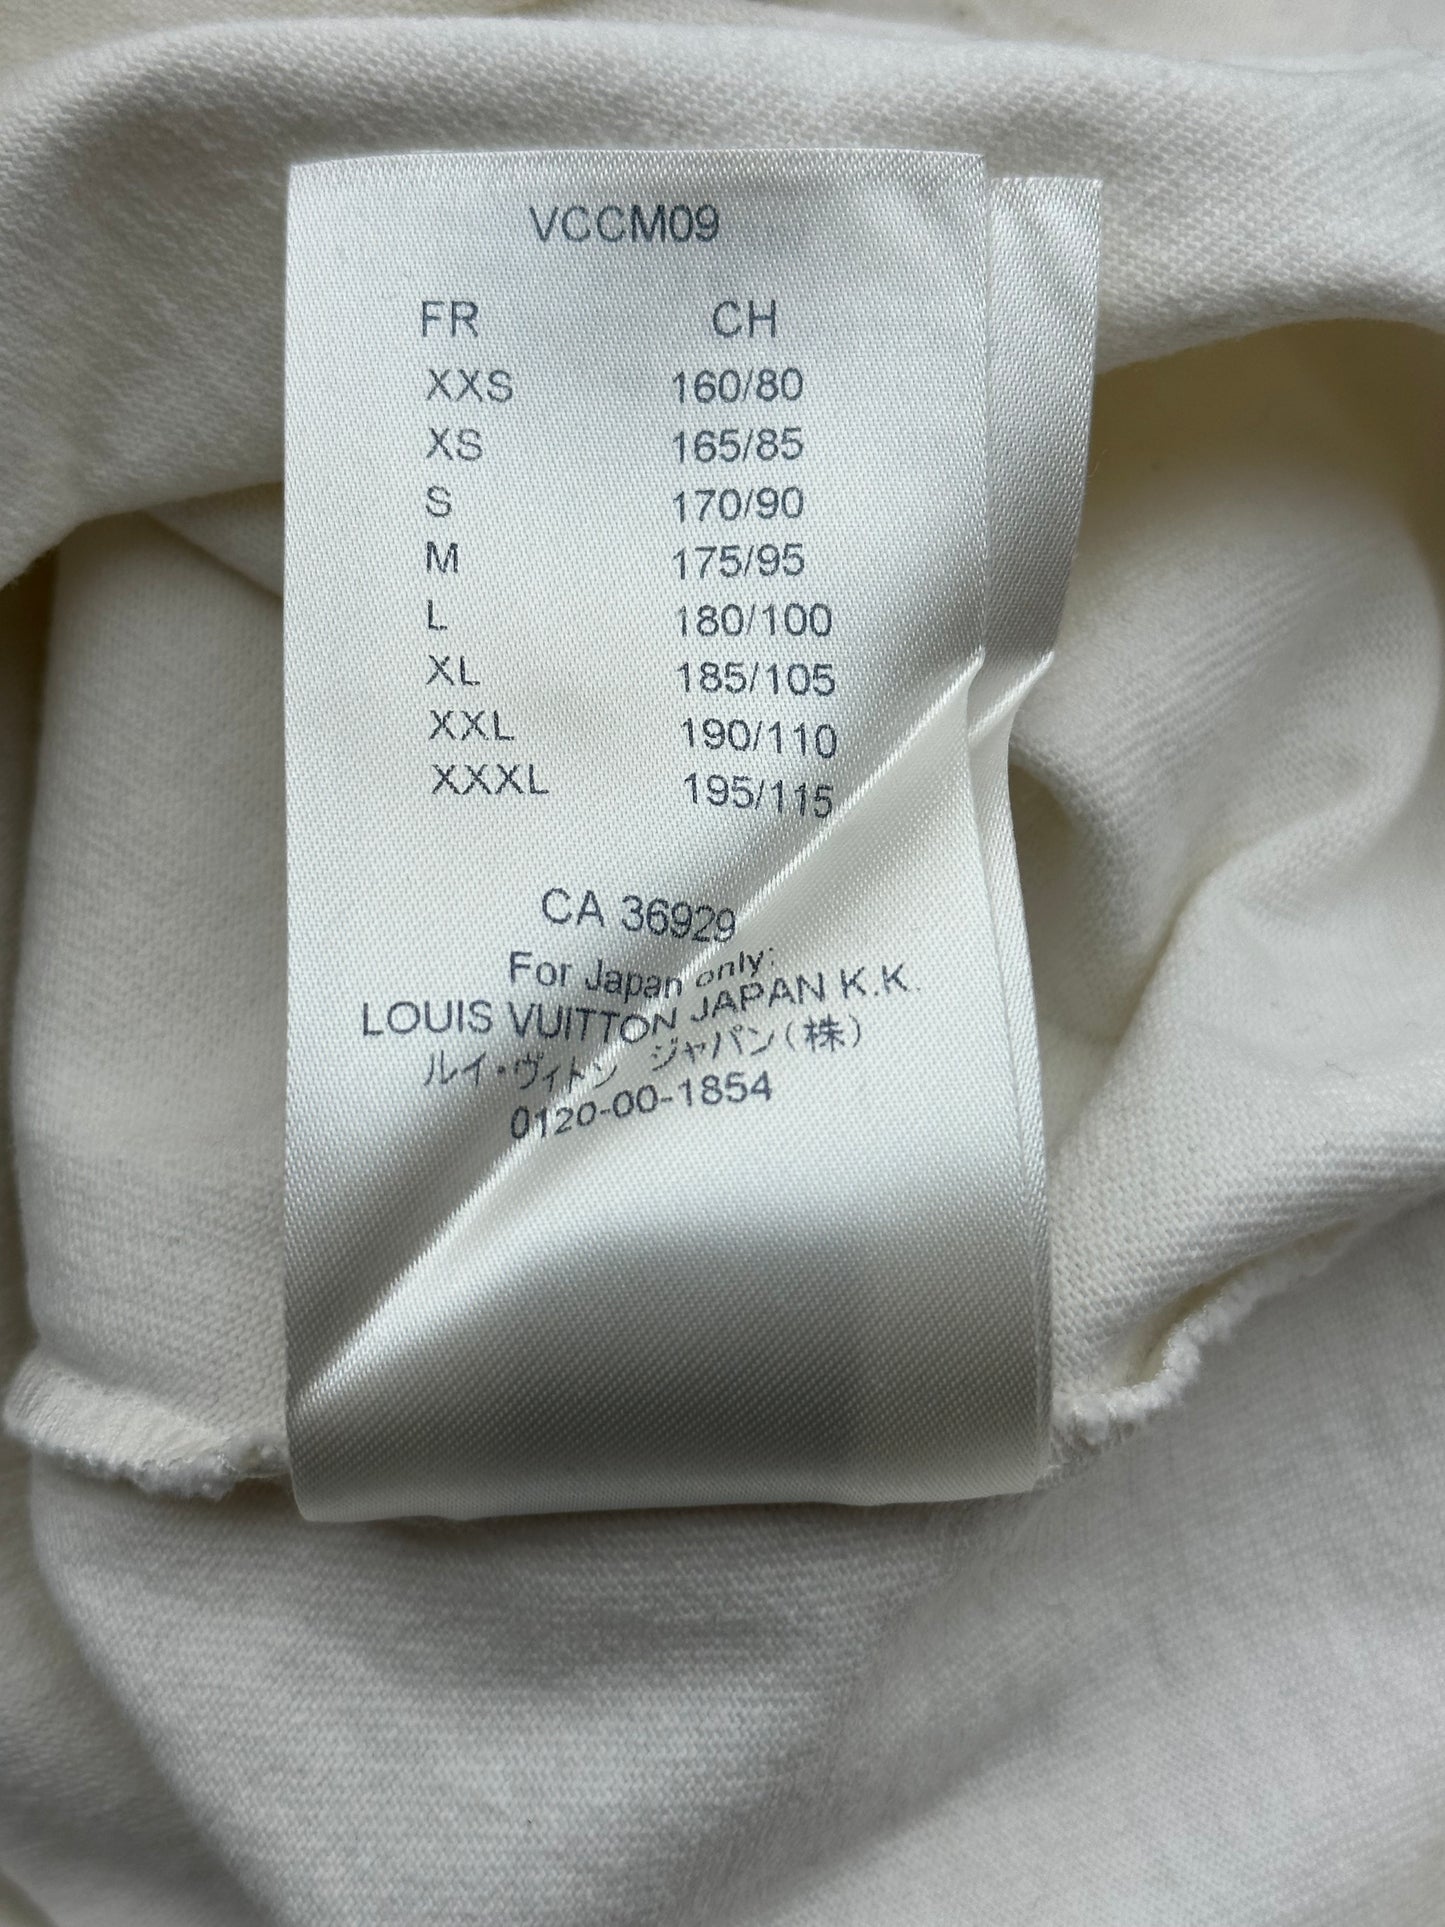 VCCM09
FR CH
XXS 160/80
XS 165/85
S 170/90
M 175/95
L 180/100
XL 185/105
XXL 190/110
XXXL 195/115
CA 36929
For Japan only:
LOUIS VUITTON JAPAN K.K.
ルイ・ヴィトン ジャパン(株)
0120-00-1854